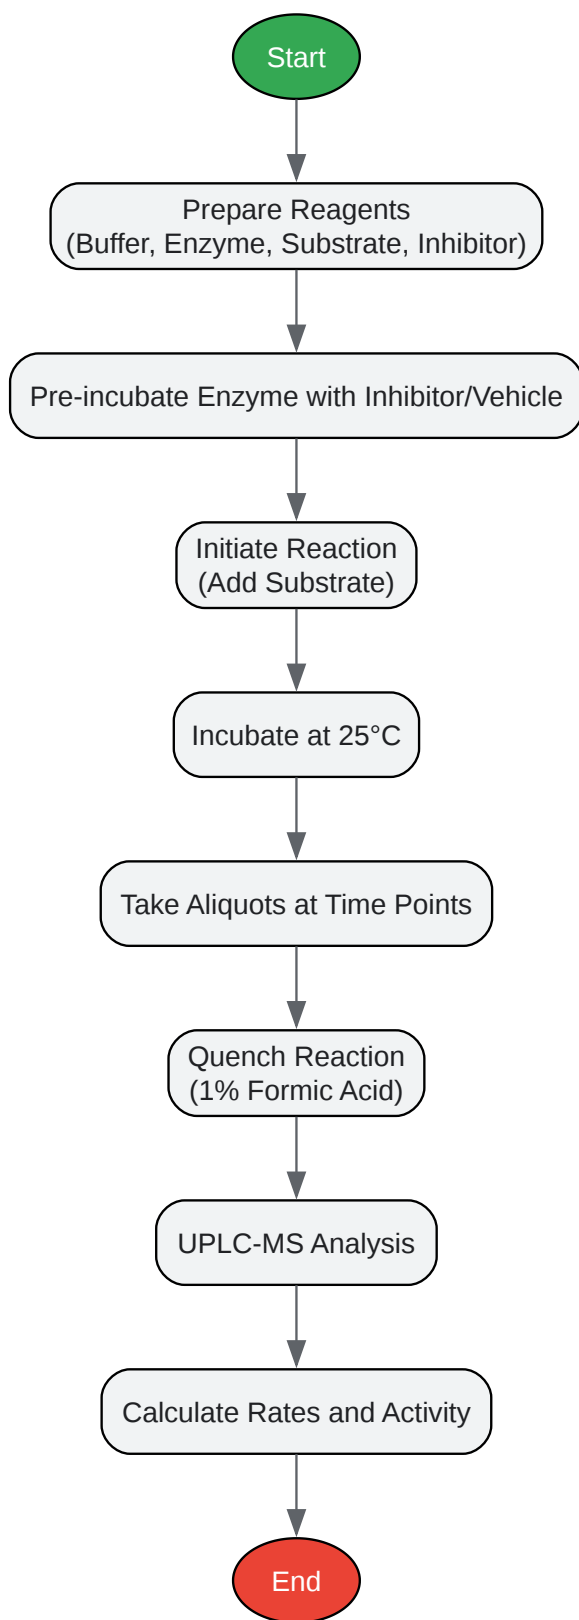 Start
Prepare Reagents
(Buffer, Enzyme, Substrate, Inhibitor)
Pre-incubate Enzyme with Inhibitor/Vehicle
Initiate Reaction
(Add Substrate)
Incubate at 25°C
Take Aliquots at Time Points
Quench Reaction
(1% Formic Acid)
UPLC-MS Analysis
Calculate Rates and Activity
End